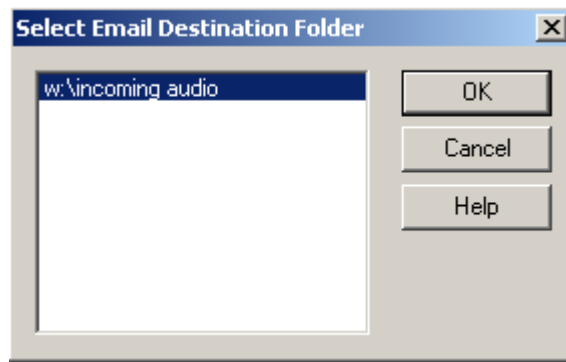 Select Email Destination Folder
w:\incoming audio
OK
Cancel
Help